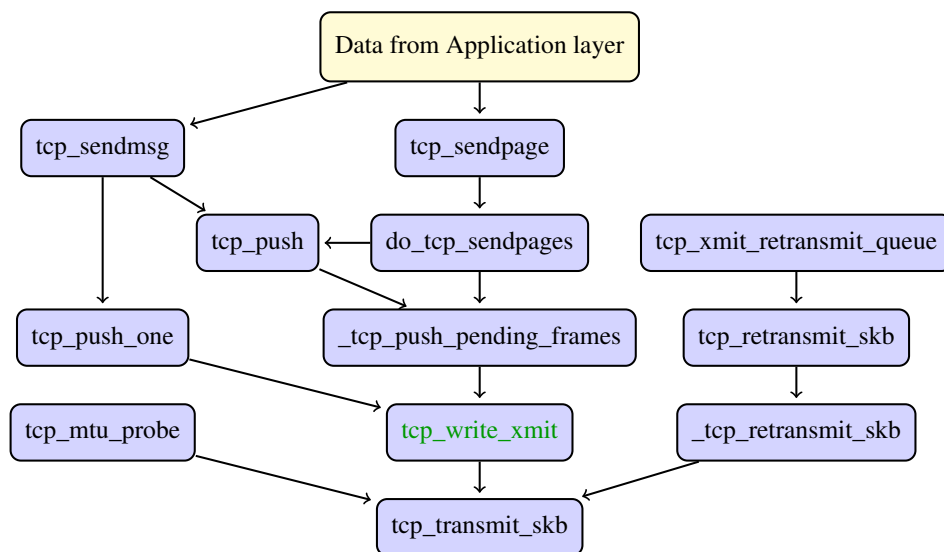 Data from Application layer
tcp_sendmsg
tcp_sendpage
tcp_push
do_tcp_sendpages
tcp_xmit_retransmit_queue
tcp_push_one
_tcp_push_pending_frames
tcp_retransmit_skb
tcp_mtu_probe
tcp_write_xmit
_tcp_retransmit_skb
tcp_transmit_skb